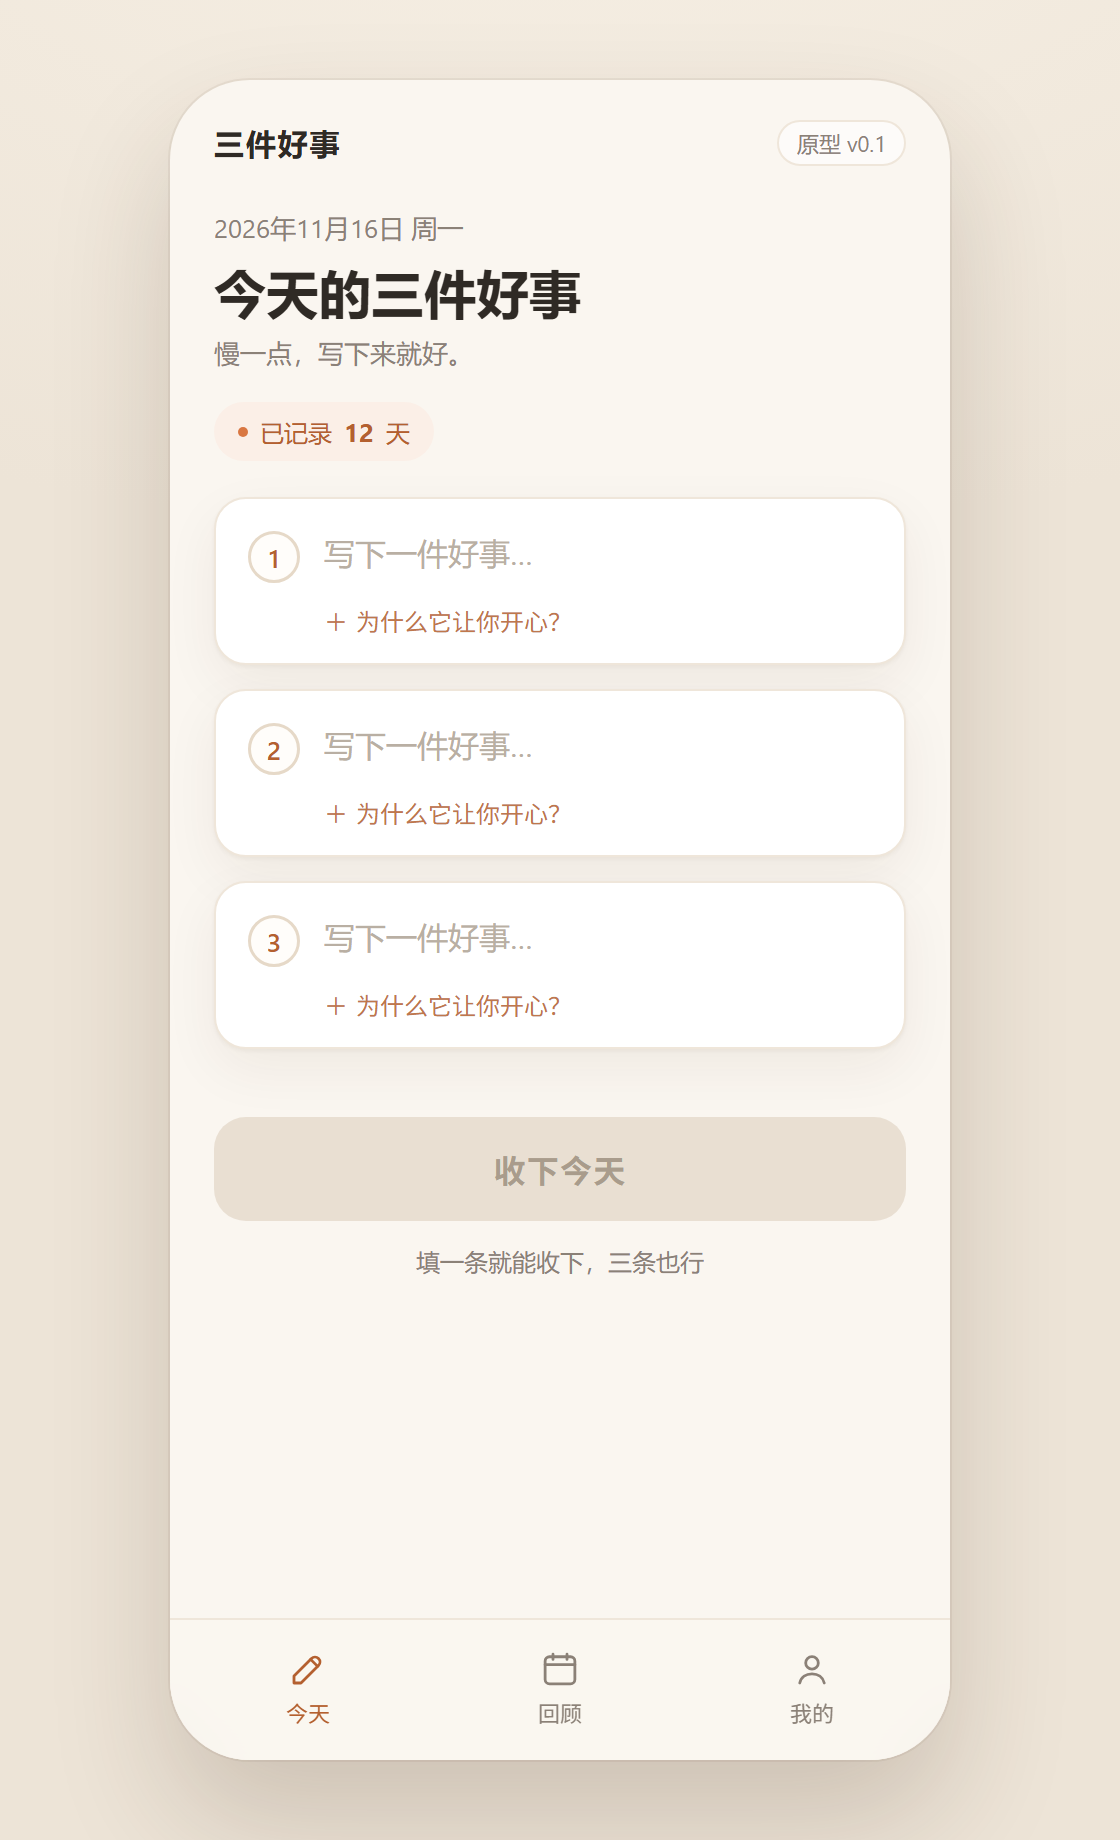 三件好事
原型 v0.1
2026年11月16日 周一
今天的三件好事
慢一点，写下来就好。
已记录 12 天
1 写下一件好事...
＋ 为什么它让你开心？
2 写下一件好事...
＋ 为什么它让你开心？
3 写下一件好事...
＋ 为什么它让你开心？
收下今天
填一条就能收下，三条也行
今天 回顾 我的